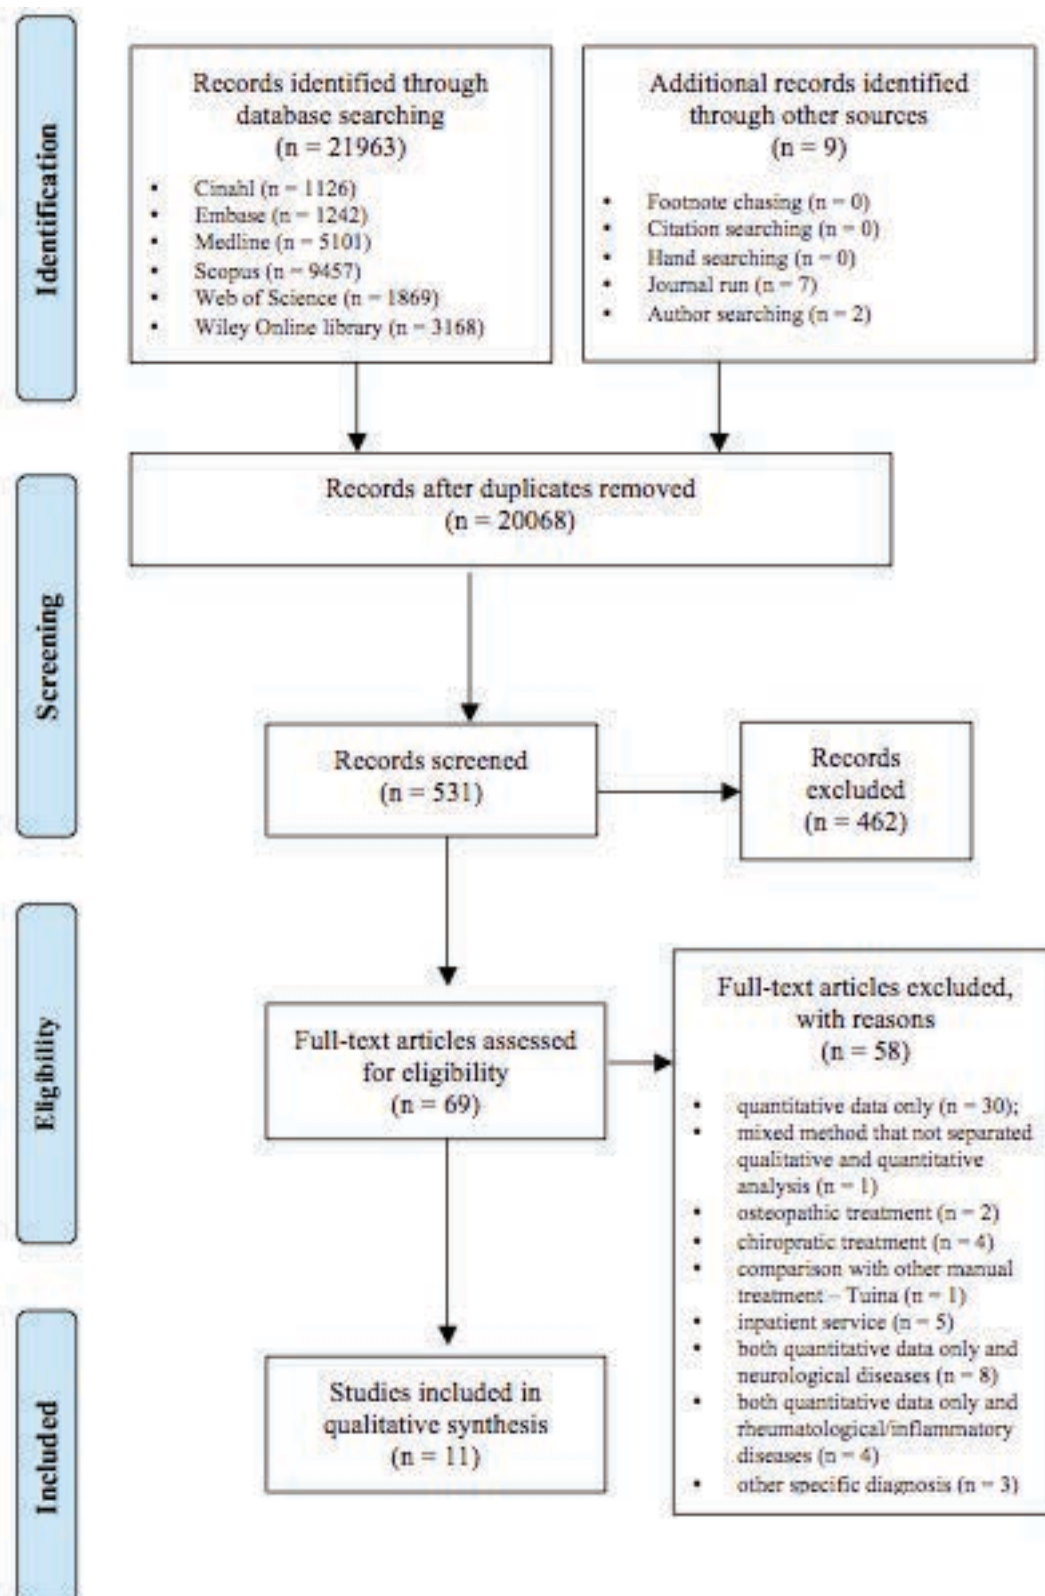 Identification
Records identified through
database searching
(n = 21963)
• Cinahl (n = 1126)
• Embase (n = 1242)
• Medline (n = 5101)
• Scopus (n = 9457)
• Web of Science (n = 1869)
• Wiley Online library (n = 3168)
Additional records identified
through other sources
(n = 9)
• Footnote chasing (n = 0)
• Citation searching (n = 0)
• Hand searching (n = 0)
• Journal run (n = 7)
• Author searching (n = 2)
Screening
Records after duplicates removed
(n = 20068)
Records screened
(n = 531)
Records
excluded
(n = 462)
Eligibility
Full-text articles assessed
for eligibility
(n = 69)
Full-text articles excluded,
with reasons
(n = 58)
• quantitative data only (n = 30);
• mixed method that not separated
qualitative and quantitative
analysis (n = 1)
• osteopathic treatment (n = 2)
• chiropratic treatment (n = 4)
• comparison with other manual
treatment – Tuina (n = 1)
• inpatient service (n = 5)
• both quantitative data only and
neurological diseases (n = 8)
• both quantitative data only and
rheumatological/inflammatory
diseases (n = 4)
• other specific diagnosis (n = 3)
Included
Studies included in
qualitative synthesis
(n = 11)